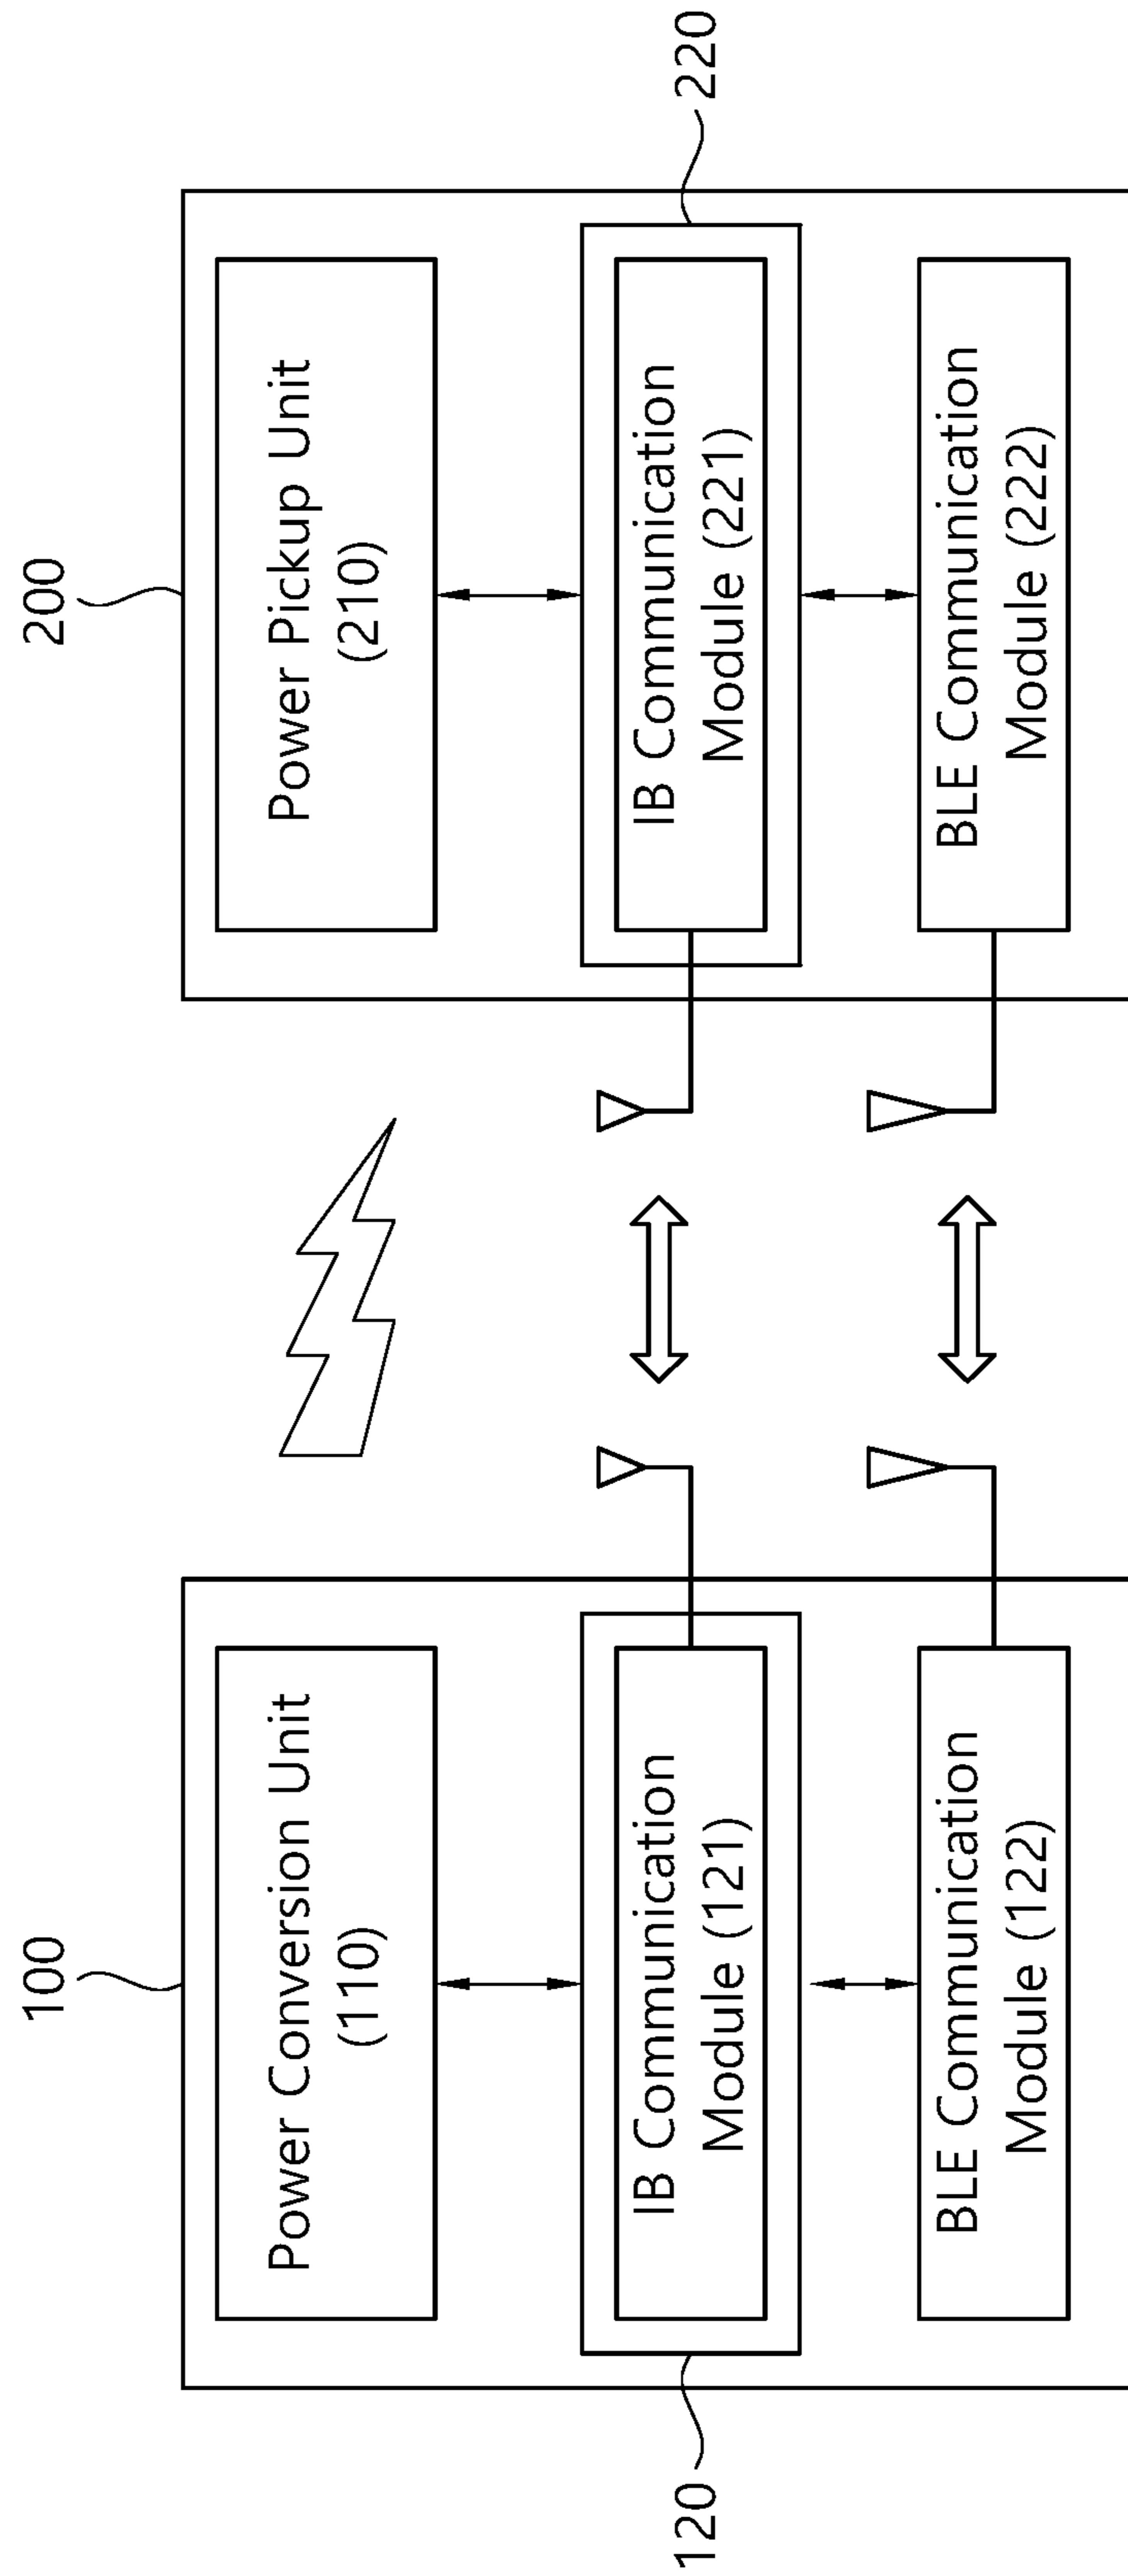 100
200
Power Conversion Unit
(110)
Power Pickup Unit
(210)
120
IB Communication
Module (121)
IB Communication
Module (221)
220
BLE Communication
Module (122)
BLE Communication
Module (222)